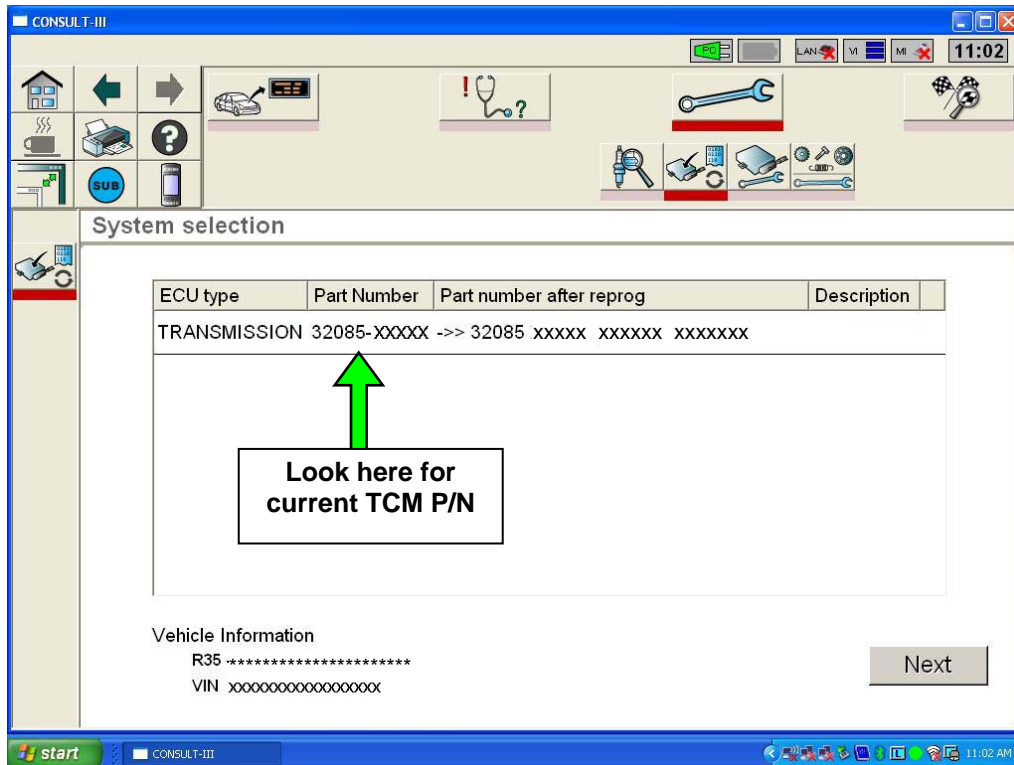 CONSULT-III
PC LAN VI MI 11:02
! ?
?
SUB
System selection
ECU type Part Number Part number after reprog Description
TRANSMISSION 32085-XXXXX ->> 32085 XXXXX XXXXXX XXXXXXX
Look here for
current TCM P/N
Vehicle Information
R35 -**********************
VIN XXXXXXXXXXXXXXXXX
Next
start CONSULT-III 11:02 AM